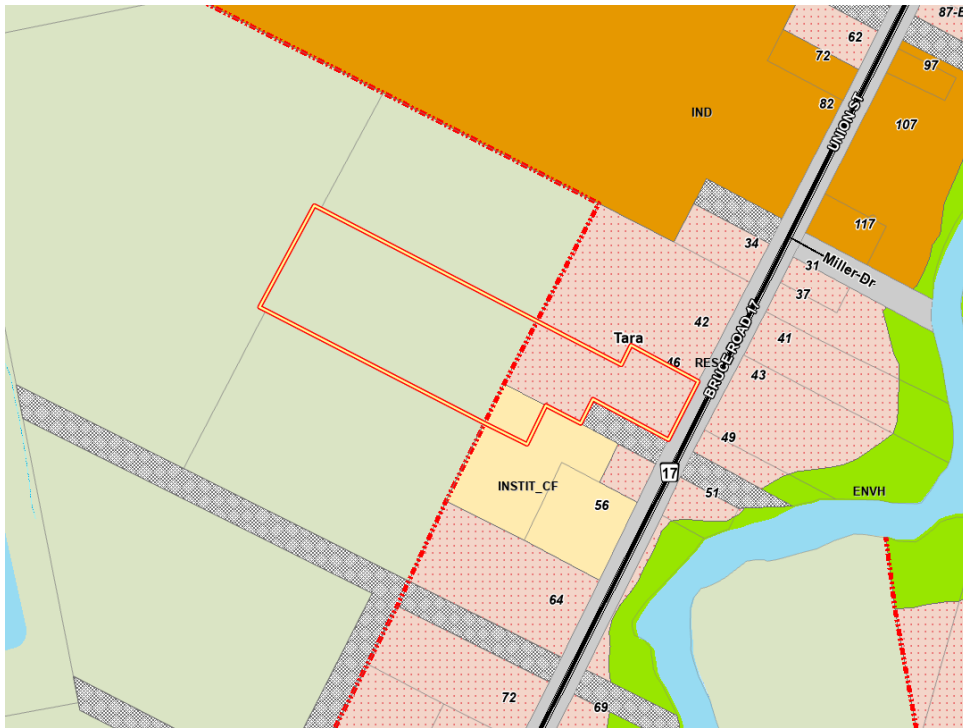 87-E
62
72
97
82
UNION ST
IND
107
117
34
Miller Dr
31
37
42
BRUCE ROAD 17
Tara
41
46
RES
43
49
17
INSTIT_CF
51
ENVH
56
64
72
69